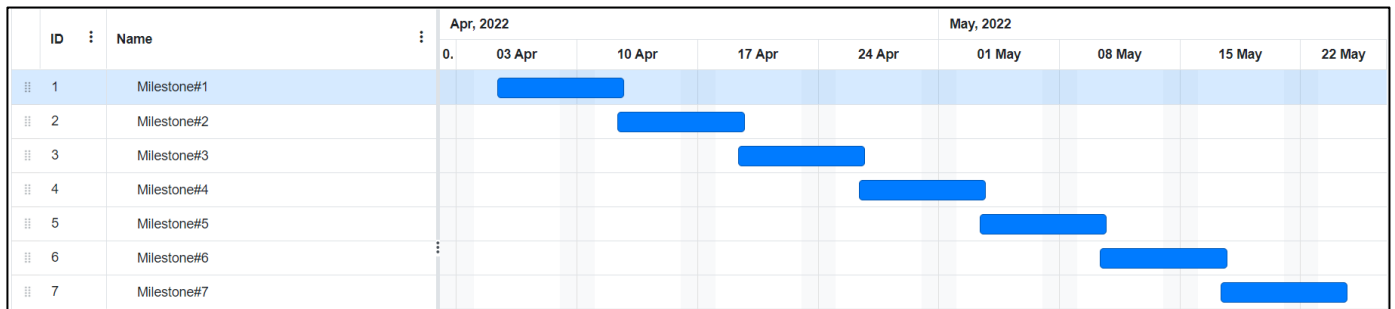 Apr, 2022 May, 2022
ID Name
0. 03 Apr 10 Apr 17 Apr 24 Apr 01 May 08 May 15 May 22 May
1 Milestone#1
2 Milestone#2
3 Milestone#3
4 Milestone#4
5 Milestone#5
6 Milestone#6
7 Milestone#7